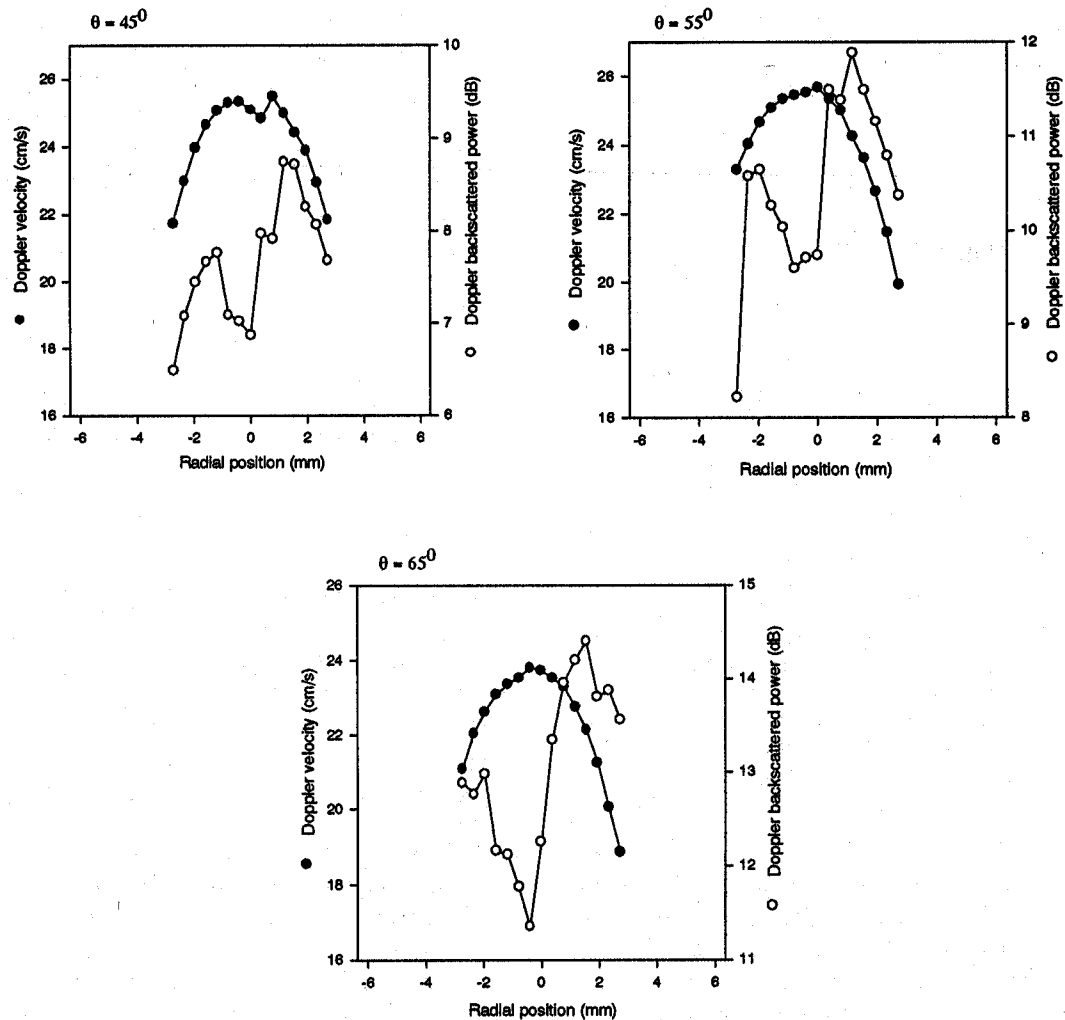 θ = 45⁰
10
26
24
22
20
18
16
9
8
7
6
-6 -4 -2 0 2 4 6
Radial position (mm)
● Doppler velocity (cm/s)
○ Doppler backscattered power (dB)
θ = 55⁰
12
26
24
22
20
18
16
11
10
9
8
-6 -4 -2 0 2 4 6
Radial position (mm)
● Doppler velocity (cm/s)
○ Doppler backscattered power (dB)
θ = 65⁰
26
24
22
20
18
16
15
14
13
12
11
-6 -4 -2 0 2 4 6
Radial position (mm)
● Doppler velocity (cm/s)
○ Doppler backscattered power (dB)